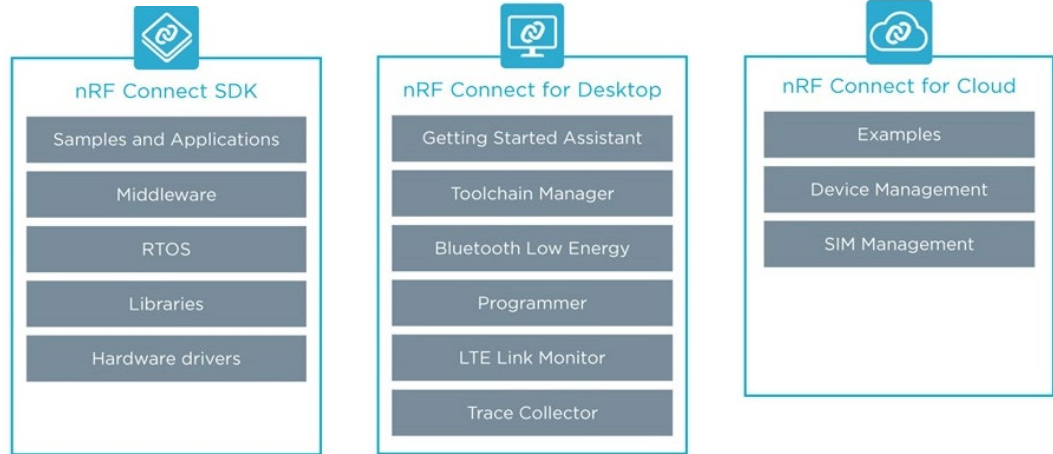 nRF Connect SDK
Samples and Applications
Middleware
RTOS
Libraries
Hardware drivers
nRF Connect for Desktop
Getting Started Assistant
Toolchain Manager
Bluetooth Low Energy
Programmer
LTE Link Monitor
Trace Collector
nRF Connect for Cloud
Examples
Device Management
SIM Management